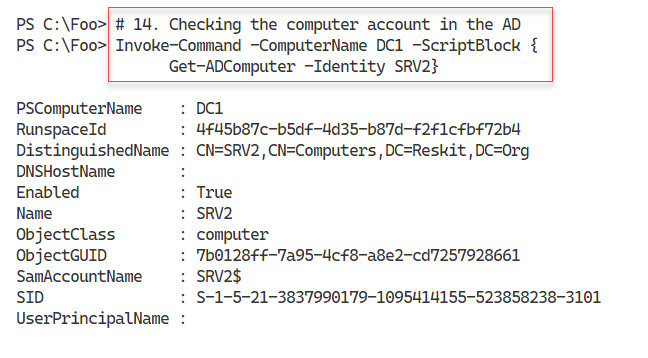 PS C:\Foo> # 14. Checking the computer account in the AD
PS C:\Foo> Invoke-Command -ComputerName DC1 -ScriptBlock {
Get-ADComputer -Identity SRV2}
PSComputerName : DC1
RunspaceId : 4f45b87c-b5df-4d35-b87d-f2f1cfbf72b4
DistinguishedName : CN=SRV2,CN=Computers,DC=Reskit,DC=Org
DNSHostName :
Enabled : True
Name : SRV2
ObjectClass : computer
ObjectGUID : 7b0128ff-7a95-4cf8-a8e2-cd7257928661
SamAccountName : SRV2$
SID : S-1-5-21-3837990179-1095414155-523858238-3101
UserPrincipalName :